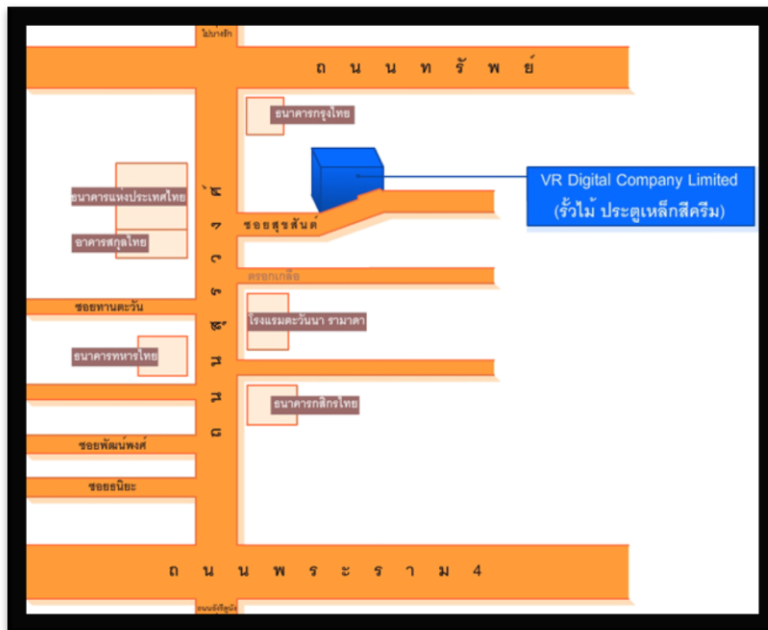 ถนนทรัพย์
ธนาคารกรุงไทย
VR Digital Company Limited
(รั้วไม้ ประตูเหล็กสีครีม)
ธนาคารแห่งประเทศไทย
ซอยสุขสันต์
อาคารสกุลไทย
ตรอกเกลือ
ซอยทานตะวัน
โรงแรมตะวันนา รามาดา
ธนาคารทหารไทย
ถนนสุรวงศ์
ธนาคารกสิกรไทย
ซอยพัฒน์พงศ์
ซอยธนิยะ
ถนนพระราม4